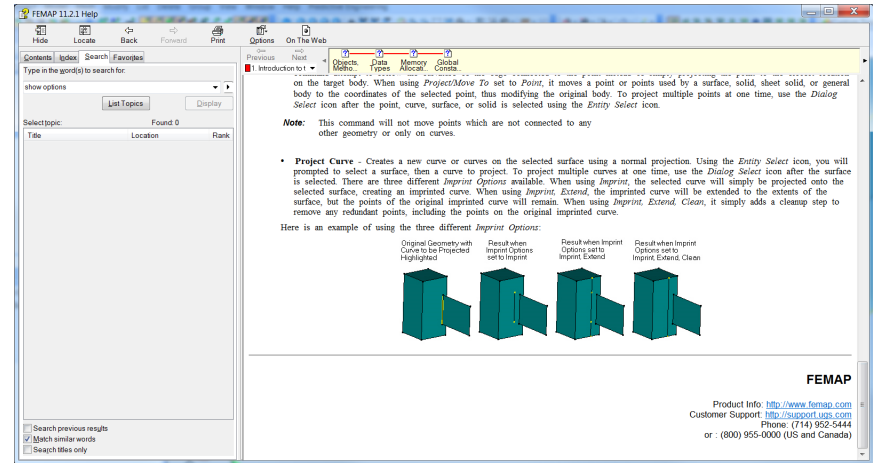 FEMAP 11.2.1 Help
Hide Locate Back Forward Print Options On The Web
Contents Index Search Favorites
Type in the word(s) to search for:
show options
List Topics Display
Select topic: Found: 0
Title Location Rank
Search previous results
Match similar words
Search titles only
Previous Next
1. Introduction to t
Objects, Metho... Data Types Memory Allocati... Global Consta...
on the target body. When using Project/Move To set to Point, it moves a point or points used by a surface, solid, sheet solid, or general
body to the coordinates of the selected point, thus modifying the original body. To project multiple points at one time, use the Dialog
Select icon after the point, curve, surface, or solid is selected using the Entity Select icon.
Note: This command will not move points which are not connected to any
other geometry or only on curves.
• Project Curve - Creates a new curve or curves on the selected surface using a normal projection. Using the Entity Select icon, you will
prompted to select a surface, then a curve to project. To project multiple curves at one time, use the Dialog Select icon after the surface
is selected. There are three different Imprint Options available. When using Imprint, the selected curve will simply be projected onto the
selected surface, creating an imprinted curve. When using Imprint, Extend, the imprinted curve will be extended to the extents of the
surface, but the points of the original imprinted curve will remain. When using Imprint, Extend, Clean, it simply adds a cleanup step to
remove any redundant points, including the points on the original imprinted curve.
Here is an example of using the three different Imprint Options:
Original Geometry with Curve to be Projected Highlighted
Result when Imprint Options set to Imprint
Result when Imprint Options set to Imprint, Extend
Result when Imprint Options set to Imprint, Extend, Clean
FEMAP
Product Info: http://www.femap.com
Customer Support: http://support.ugs.com
Phone: (714) 952-5444
or : (800) 955-0000 (US and Canada)